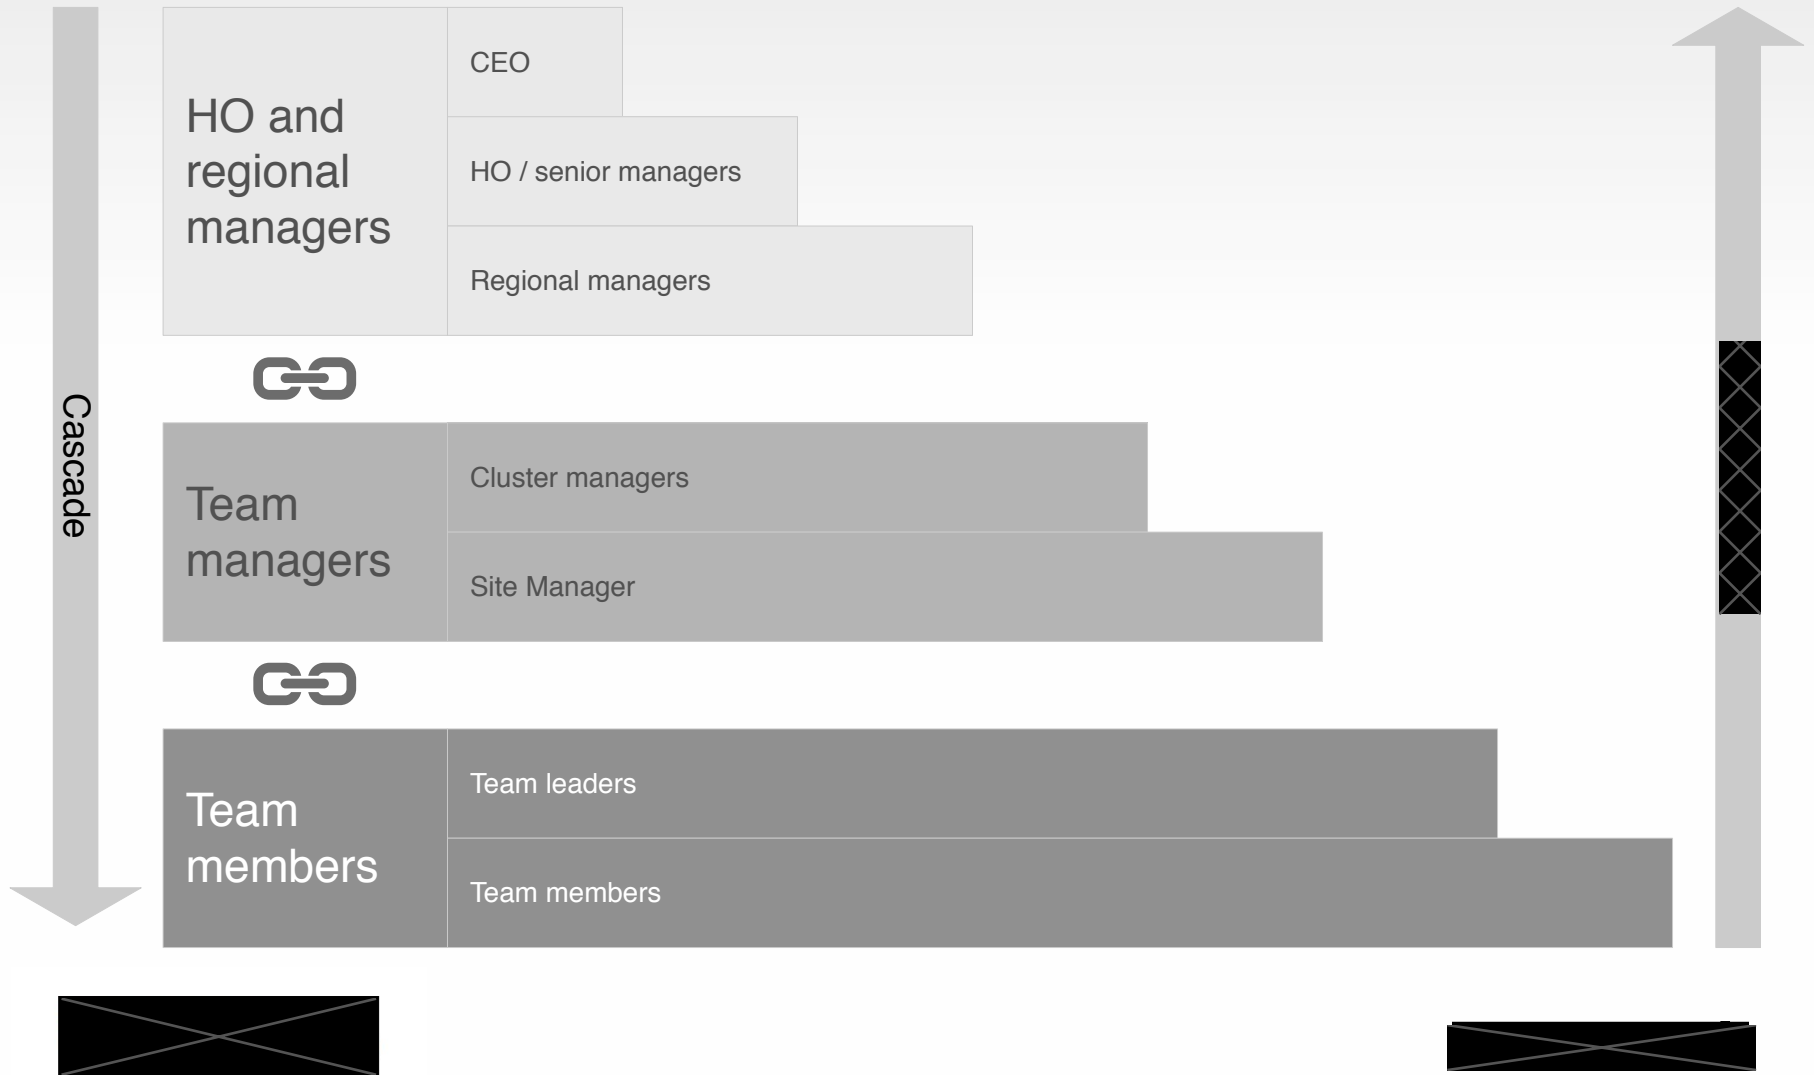 Cascade
HO and
regional
managers
CEO
HO / senior managers
Regional managers
Team
managers
Cluster managers
Site Manager
Team
members
Team leaders
Team members